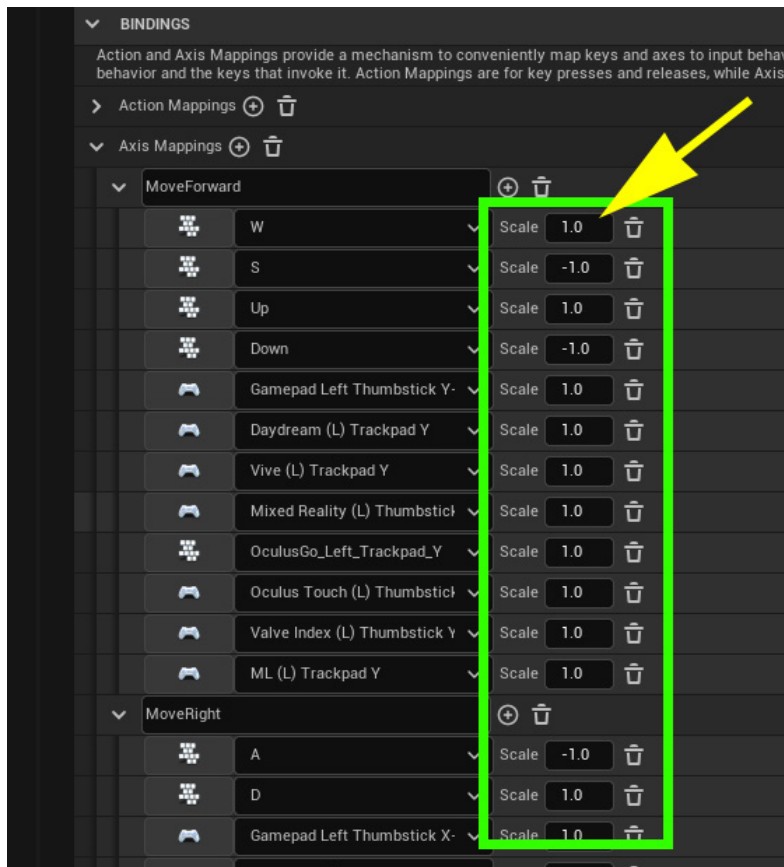 BINDINGS
Action and Axis Mappings provide a mechanism to conveniently map keys and axes to input behav
behavior and the keys that invoke it. Action Mappings are for key presses and releases, while Axis
Action Mappings
Axis Mappings
MoveForward
W Scale 1.0
S Scale -1.0
Up Scale 1.0
Down Scale -1.0
Gamepad Left Thumbstick Y- Scale 1.0
Daydream (L) Trackpad Y Scale 1.0
Vive (L) Trackpad Y Scale 1.0
Mixed Reality (L) Thumbstick Scale 1.0
OculusGo_Left_Trackpad_Y Scale 1.0
Oculus Touch (L) Thumbstick Scale 1.0
Valve Index (L) Thumbstick Y Scale 1.0
ML (L) Trackpad Y Scale 1.0
MoveRight
A Scale -1.0
D Scale 1.0
Gamepad Left Thumbstick X- Scale 1.0